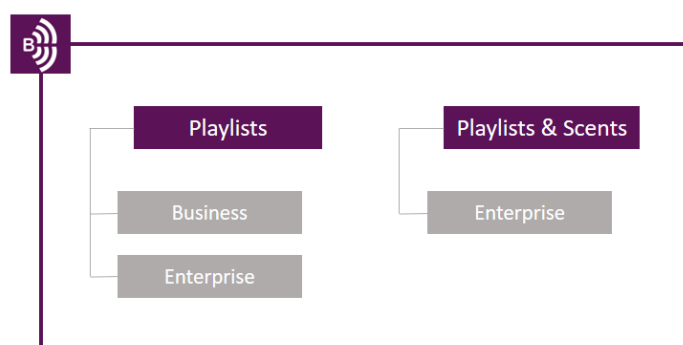 B
Playlists
Business
Enterprise
Playlists & Scents
Enterprise